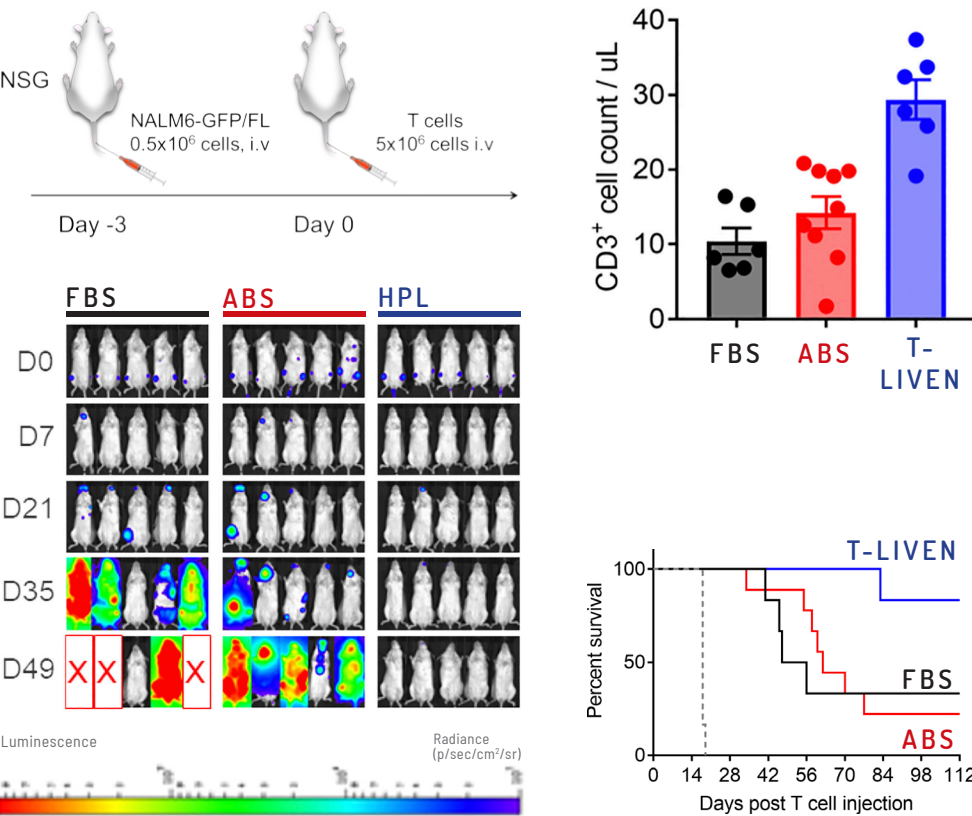 NSG
NALM6-GFP/FL
0.5x10⁶ cells, i.v
T cells
5x10⁶ cells i.v
Day -3
Day 0
FBS
ABS
HPL
D0
D7
D21
D35
D49
X X X
Luminescence
Radiance
(p/sec/cm²/sr)
CD3⁺ cell count / uL
40
30
20
10
0
FBS
ABS
T-
LIVEN
T-LIVEN
FBS
ABS
Percent survival
100
50
0
0 14 28 42 56 70 84 98 112
Days post T cell injection